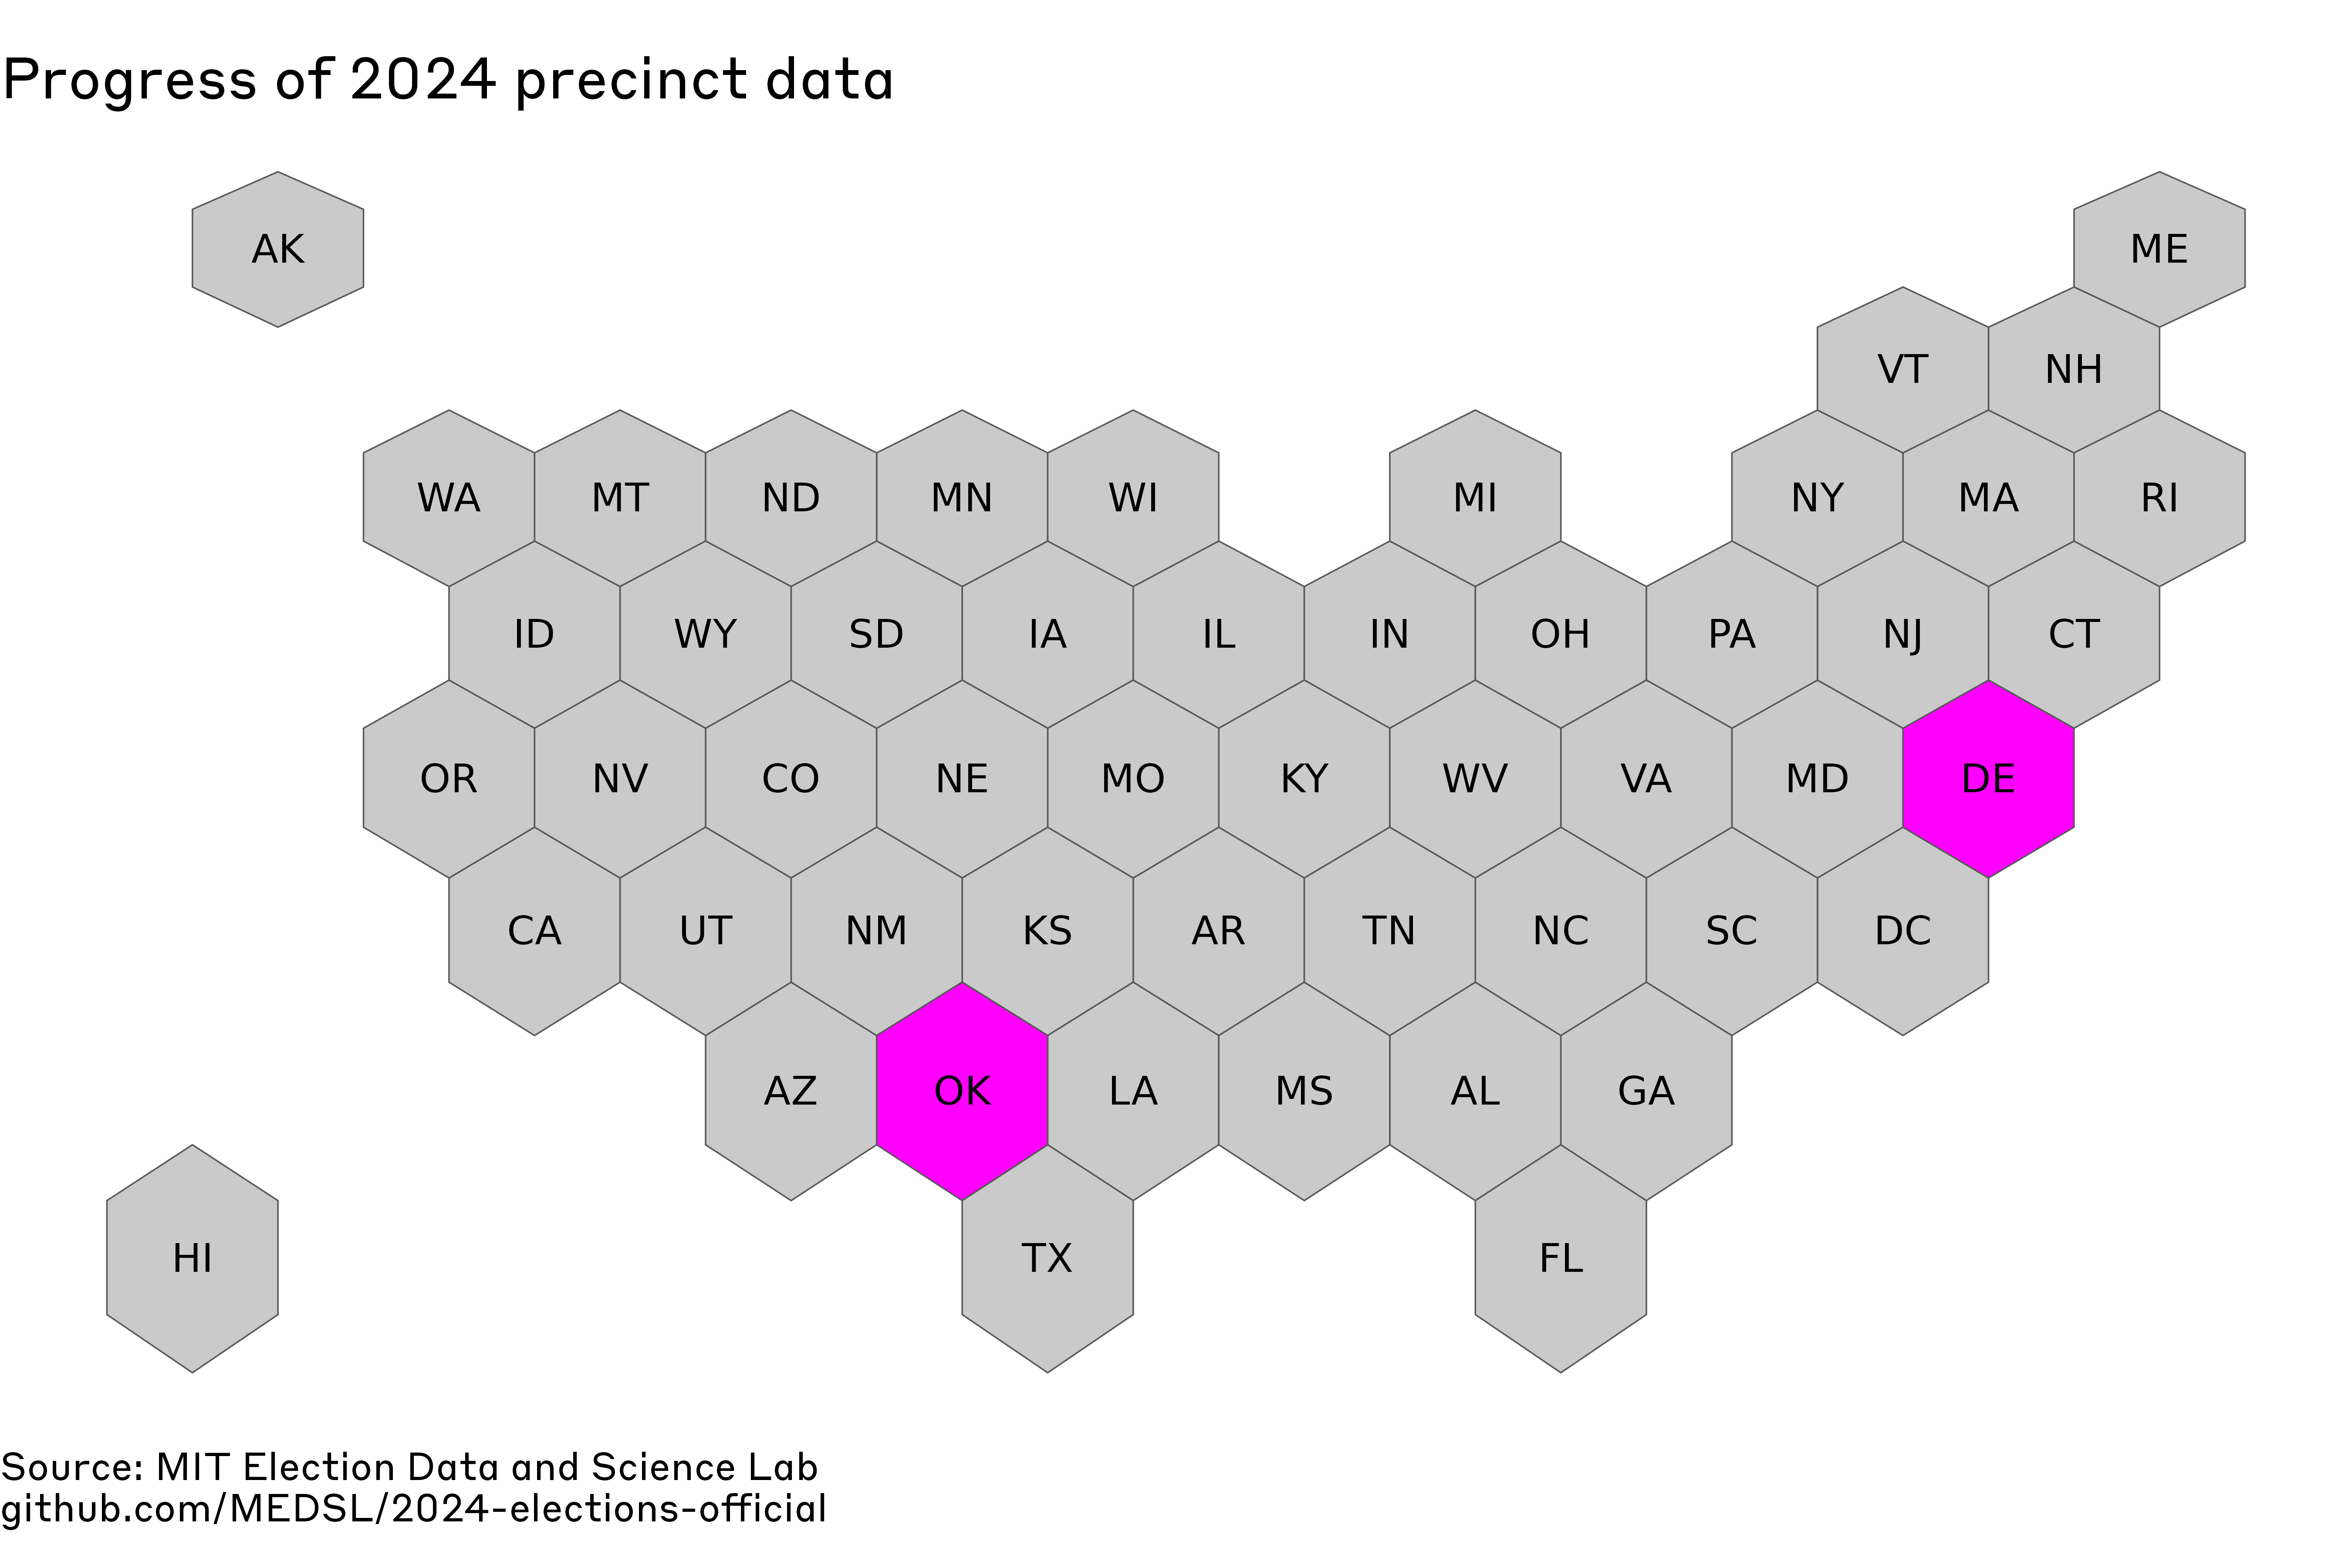 Progress of 2024 precinct data
AK
ME
VT NH
WA MT ND MN WI MI NY MA RI
ID WY SD IA IL IN OH PA NJ CT
OR NV CO NE MO KY WV VA MD DE
CA UT NM KS AR TN NC SC DC
AZ OK LA MS AL GA
HI TX FL
Source: MIT Election Data and Science Lab
github.com/MEDSL/2024-elections-official